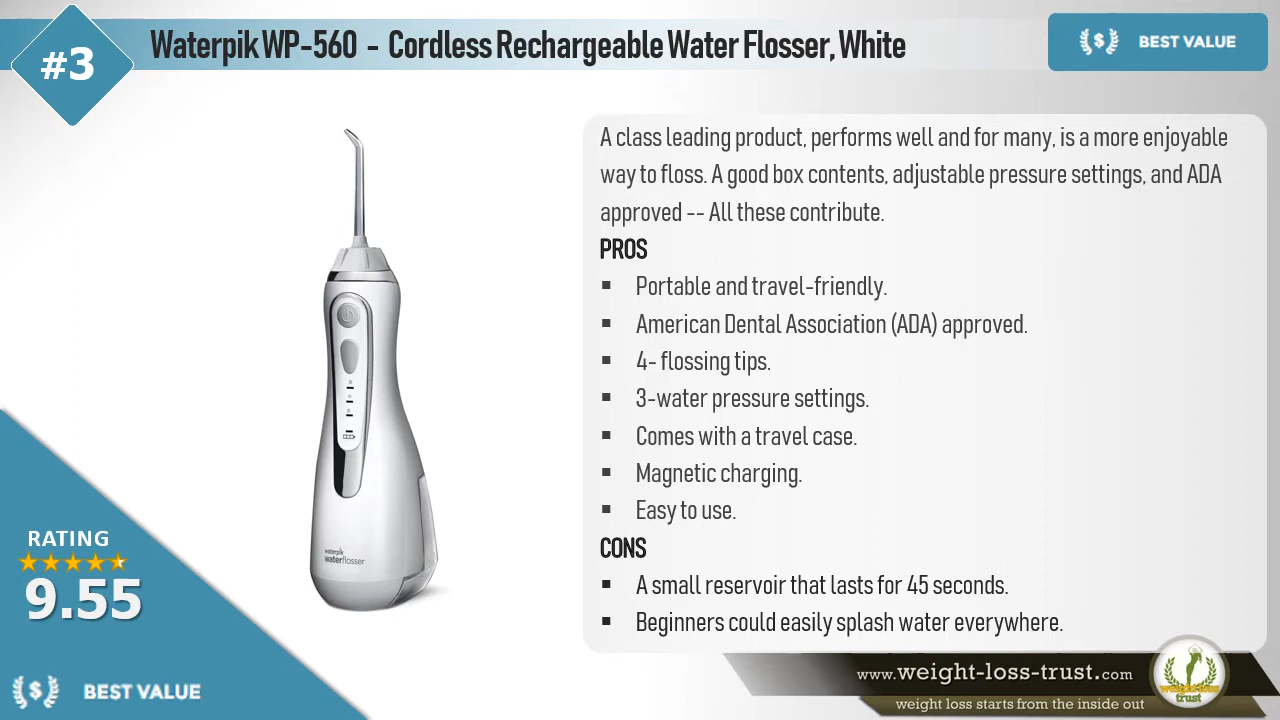 #3
Waterpik WP-560 - Cordless Rechargeable Water Flosser, White
BEST VALUE
A class leading product, performs well and for many, is a more enjoyable
way to floss. A good box contents, adjustable pressure settings, and ADA
approved -- All these contribute.
PROS
▪ Portable and travel-friendly.
▪ American Dental Association (ADA) approved.
▪ 4- flossing tips.
▪ 3-water pressure settings.
▪ Comes with a travel case.
▪ Magnetic charging.
▪ Easy to use.
CONS
▪ A small reservoir that lasts for 45 seconds.
▪ Beginners could easily splash water everywhere.
waterpik
waterflosser
RATING
9.55
$ BEST VALUE
www.weight-loss-trust.com
weight loss starts from the inside out
weight loss
trust